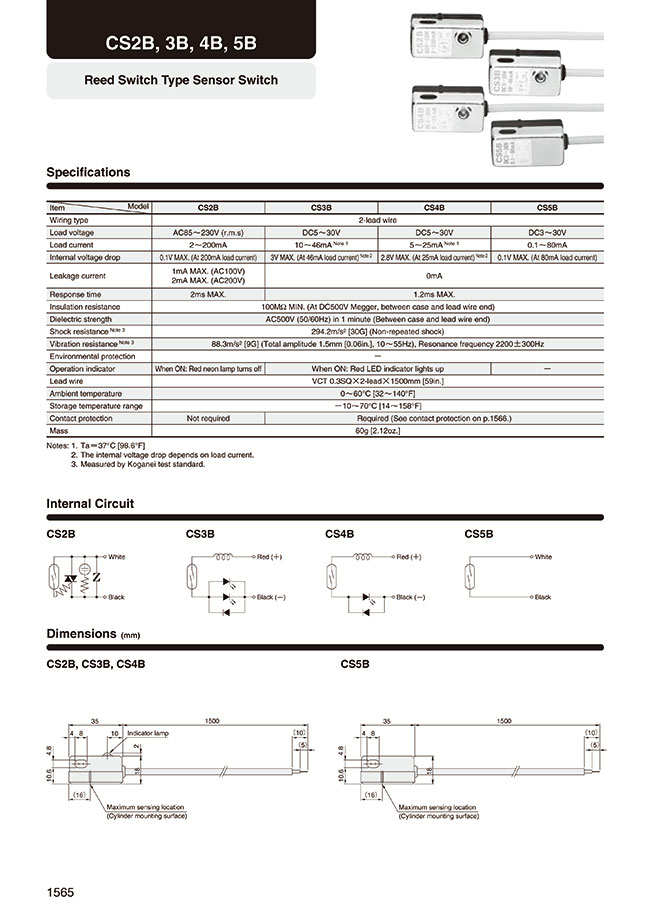 CS2B, 3B, 4B, 5B
Reed Switch Type Sensor Switch
Specifications
Item Model CS2B CS3B CS4B CS5B
Wiring type 2-lead wire
Load voltage AC85～230V (r.m.s) DC5～30V DC5～30V DC3～30V
Load current 2～200mA 10～46mA Note 1 5～25mA Note 1 0.1～80mA
Internal voltage drop 0.1V MAX. (At 200mA load current) 3V MAX. (At 46mA load current) Note 2 2.8V MAX. (At 25mA load current) Note 2 0.1V MAX. (At 80mA load current)
Leakage current 1mA MAX. (AC100V) 0mA
2mA MAX. (AC200V)
Response time 2ms MAX. 1.2ms MAX.
Insulation resistance 100MΩ MIN. (At DC500V Megger, between case and lead wire end)
Dielectric strength AC500V (50/60Hz) in 1 minute (Between case and lead wire end)
Shock resistance Note 3 294.2m/s² [30G] (Non-repeated shock)
Vibration resistance Note 3 88.3m/s² [9G] (Total amplitude 1.5mm [0.06in.], 10～55Hz), Resonance frequency 2200±300Hz
Environmental protection —
Operation indicator When ON: Red neon lamp turns off When ON: Red LED indicator lights up —
Lead wire VCT 0.3SQ×2-lead×1500mm [59in.]
Ambient temperature 0～60°C [32～140°F]
Storage temperature range －10～70°C [14～158°F]
Contact protection Not required Required (See contact protection on p.1566.)
Mass 60g [2.12oz.]
Notes: 1. Ta＝37°C [98.6°F]
2. The internal voltage drop depends on load current.
3. Measured by Koganei test standard.
Internal Circuit
CS2B CS3B CS4B CS5B
White Red (＋) Red (＋) White
Black Black (－) Black (－) Black
Dimensions (mm)
CS2B, CS3B, CS4B CS5B
35 1500 35 1500
4 8 10 Indicator lamp (10) 4 8 (10)
2 (5) (5)
4.8 4.8
10.6 18 10.6 18
(16) (16)
Maximum sensing location Maximum sensing location
(Cylinder mounting surface) (Cylinder mounting surface)
1565
CS2B
CS3B
CS4B
CS5B